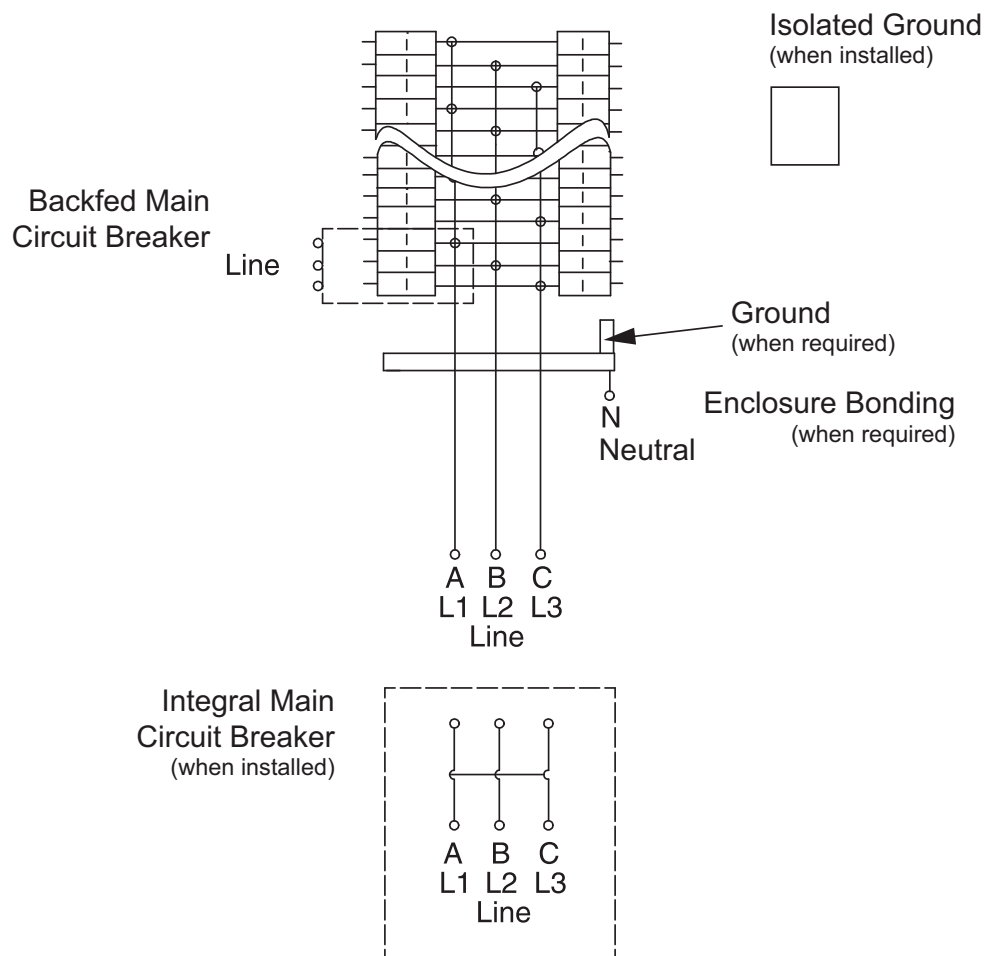 Isolated Ground
(when installed)
Backfed Main
Circuit Breaker
Line
Ground
(when required)
N
Neutral
Enclosure Bonding
(when required)
A B C
L1 L2 L3
Line
Integral Main
Circuit Breaker
(when installed)
A B C
L1 L2 L3
Line